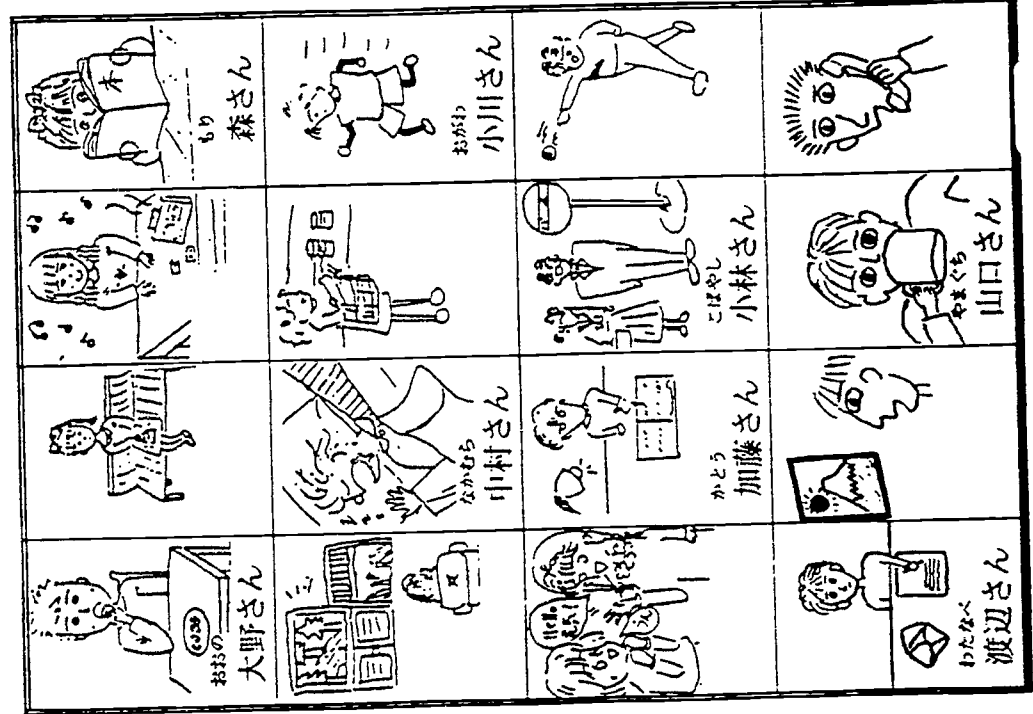 おおの
大野さん
本
もり
森さん
なかむら
中村さん
おがわ
小川さん
Hello
かとう
加藤さん
こばやし
小林さん
わたなべ
渡辺さん
やまぐち
山口さん